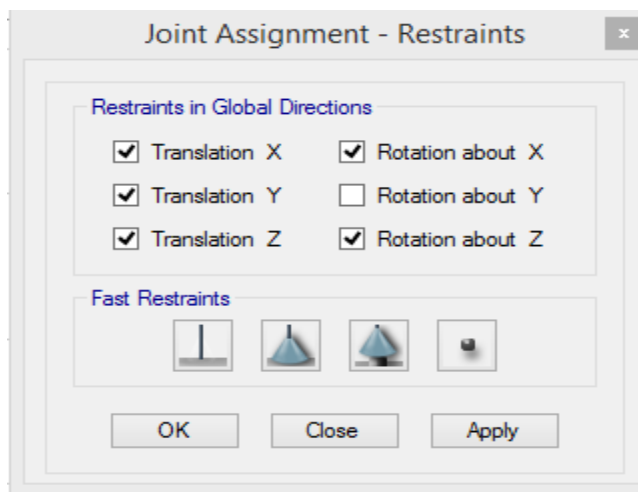 Joint Assignment - Restraints
x
Restraints in Global Directions
Translation X
Rotation about X
Translation Y
Rotation about Y
Translation Z
Rotation about Z
Fast Restraints
OK
Close
Apply